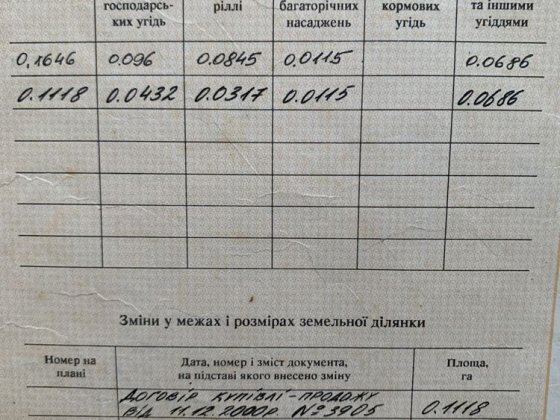 господарсь- ріллі багаторічних кормових та іншими
ких угідь насаджень угідь угіддями
0,1646 0.096 0.0845 0.0115 0.0686
0.1118 0.0432 0.0317 0.0115 0.0686
Зміни у межах і розмірах земельної ділянки
Номер на Дата, номер і зміст документа, Площа,
плані на підставі якого внесено зміну га
ДОГОВІР КУПІВЛІ-ПРОДАЖУ
ВІД 11.12.2000р. №3905 0.1118